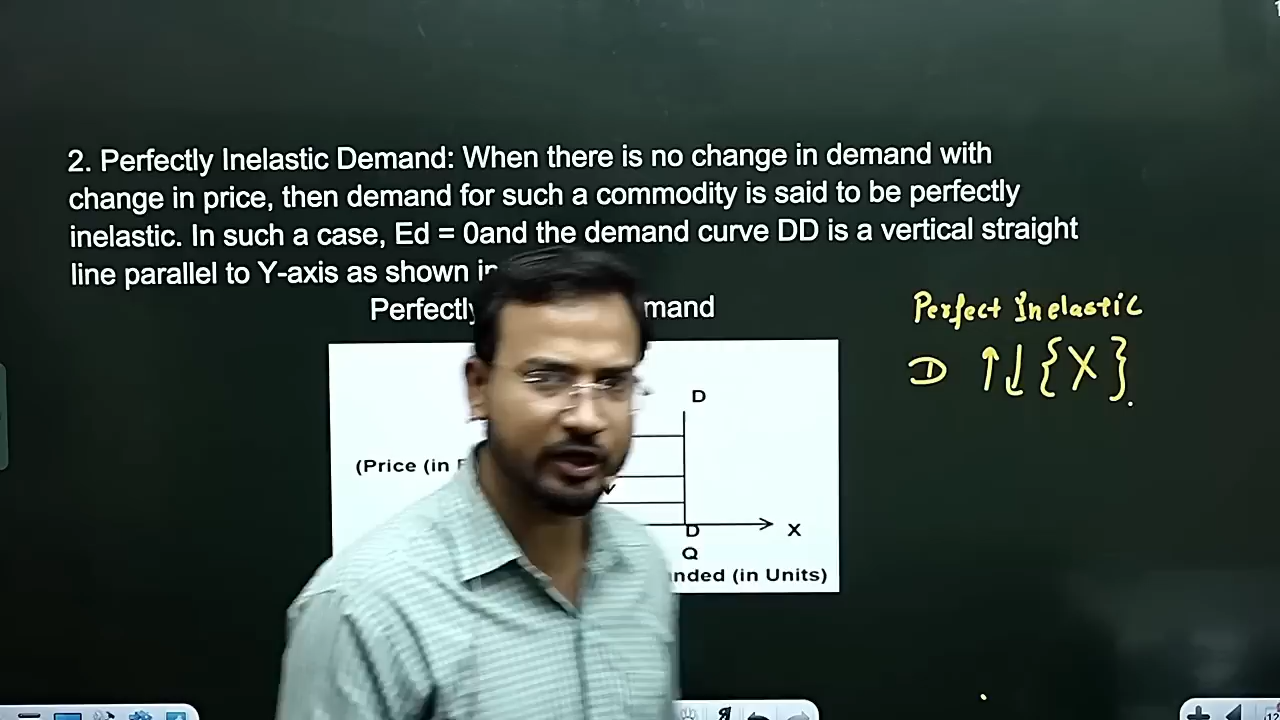 2. Perfectly Inelastic Demand: When there is no change in demand with
change in price, then demand for such a commodity is said to be perfectly
inelastic. In such a case, Ed = 0and the demand curve DD is a vertical straight
line parallel to Y-axis as shown in
Perfectly mand
Perfect Inelastic
D ↑↓ {X}
D
(Price (in
D
X
Q
nded (in Units)